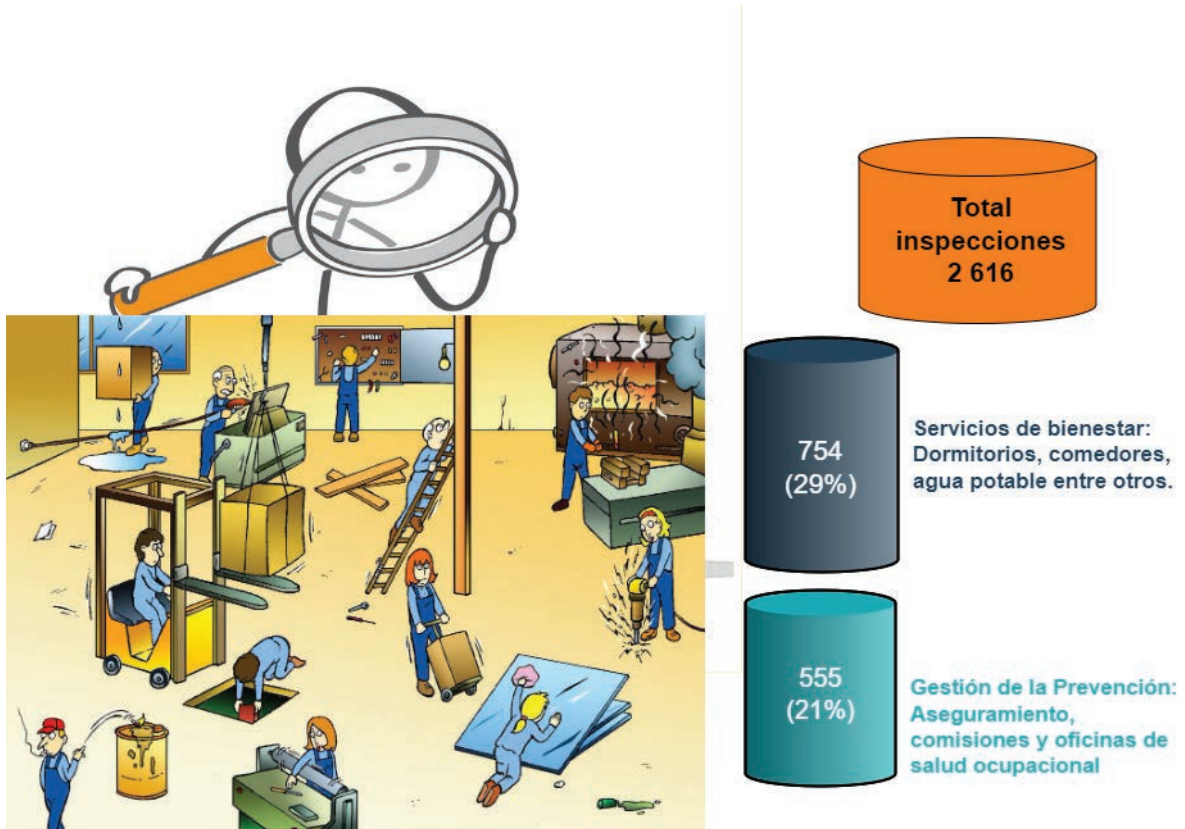 Total
inspecciones
2 616
754
(29%)
Servicios de bienestar:
Dormitorios, comedores,
agua potable entre otros.
555
(21%)
Gestión de la Prevención:
Aseguramiento,
comisiones y oficinas de
salud ocupacional